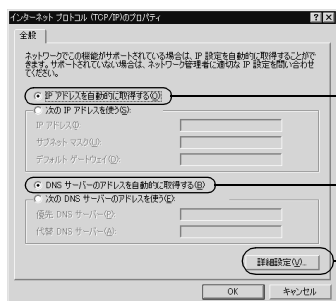 インターネット プロトコル (TCP/IP)のプロパティ
全般
ネットワークでこの機能がサポートされている場合は、IP 設定を自動的に取得することがで
きます。サポートされていない場合は、ネットワーク管理者に適切な IP 設定を問い合わせ
てください。
IP アドレスを自動的に取得する(O)
次の IP アドレスを使う(S):
IP アドレス(I):
サブネット マスク(U):
デフォルト ゲートウェイ(D):
DNS サーバーのアドレスを自動的に取得する(B)
次の DNS サーバーのアドレスを使う(E):
優先 DNS サーバー(P):
代替 DNS サーバー(A):
詳細設定(V)...
OK
キャンセル